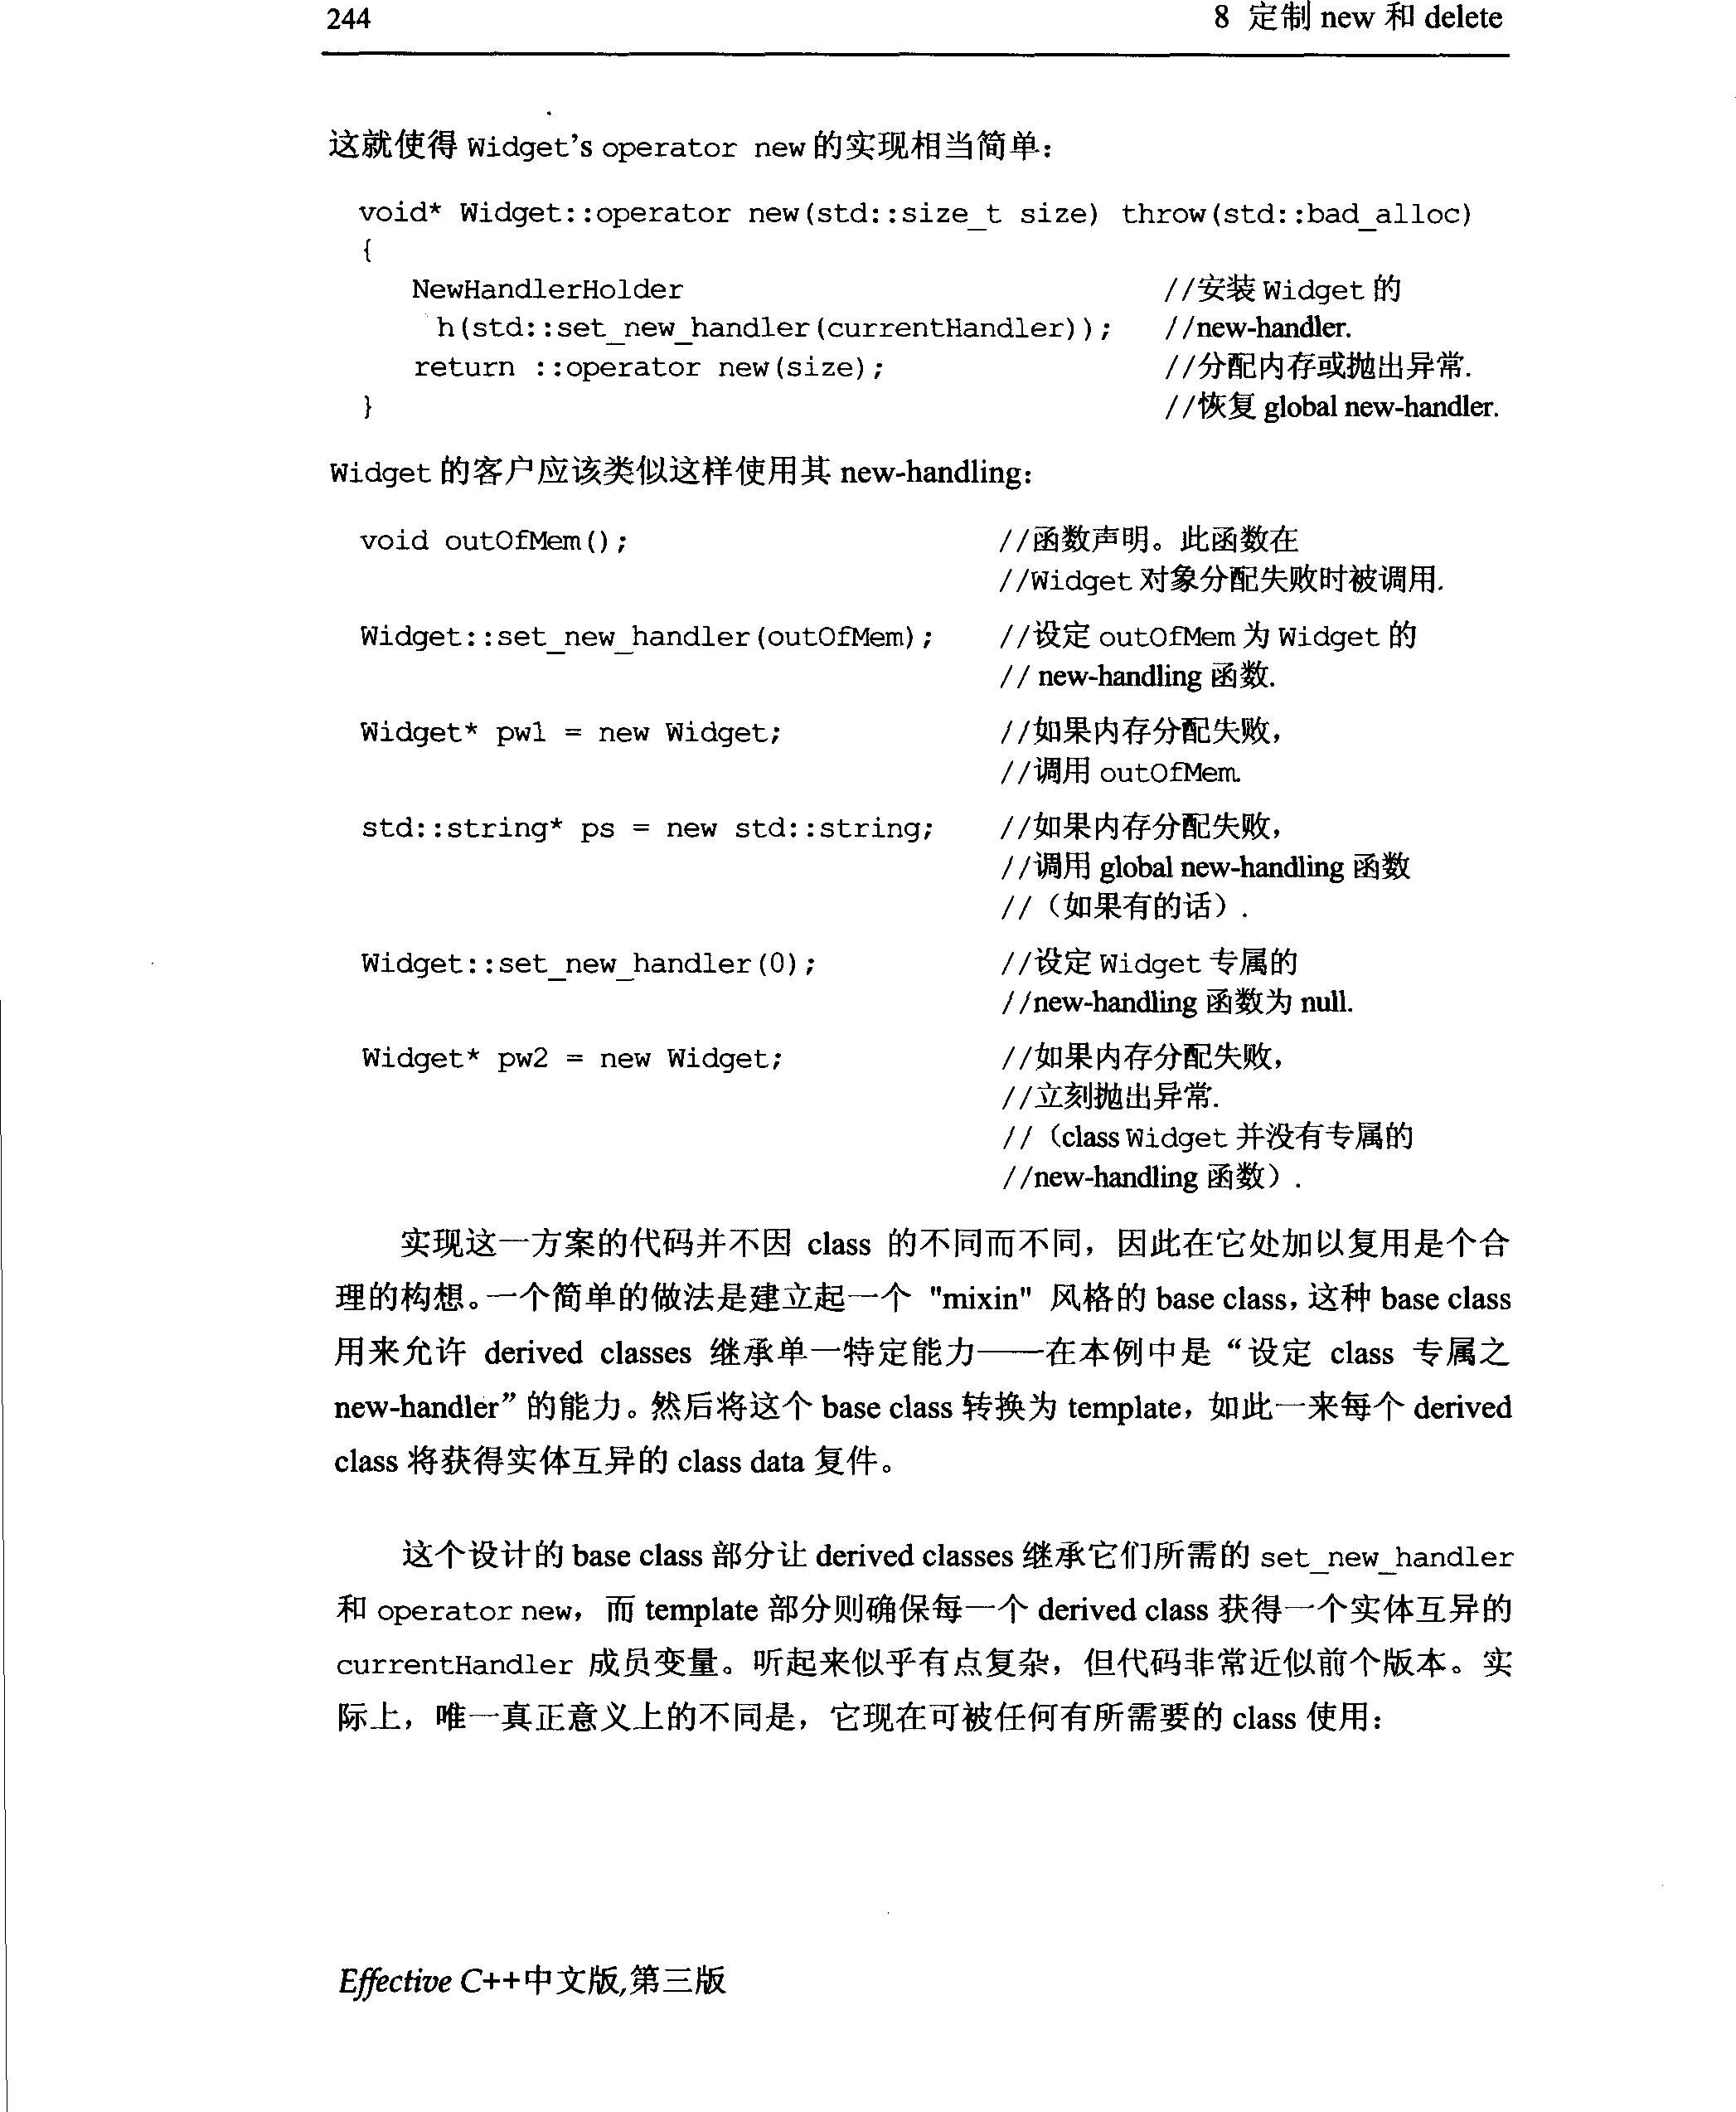 244
8 定制 new 和 delete
这就使得 Widget's operator new 的实现相当简单：
void* Widget::operator new(std::size_t size) throw(std::bad_alloc)
{
NewHandlerHolder //安装 Widget 的
h(std::set_new_handler(currentHandler)); //new-handler.
return ::operator new(size); //分配内存或抛出异常.
} //恢复 global new-handler.
Widget 的客户应该类似这样使用其 new-handling：
void outOfMem(); //函数声明。此函数在
//Widget 对象分配失败时被调用.
Widget::set_new_handler(outOfMem); //设定 outOfMem 为 Widget 的
// new-handling 函数.
Widget* pw1 = new Widget; //如果内存分配失败，
//调用 outOfMem.
std::string* ps = new std::string; //如果内存分配失败，
//调用 global new-handling 函数
//（如果有的话）.
Widget::set_new_handler(0); //设定 Widget 专属的
//new-handling 函数为 null.
Widget* pw2 = new Widget; //如果内存分配失败，
//立刻抛出异常.
//（class Widget 并没有专属的
//new-handling 函数）.
实现这一方案的代码并不因 class 的不同而不同，因此在它处加以复用是个合
理的构想。一个简单的做法是建立起一个 "mixin" 风格的 base class，这种 base class
用来允许 derived classes 继承单一特定能力——在本例中是“设定 class 专属之
new-handler”的能力。然后将这个 base class 转换为 template，如此一来每个 derived
class 将获得实体互异的 class data 复件。
这个设计的 base class 部分让 derived classes 继承它们所需的 set_new_handler
和 operator new，而 template 部分则确保每一个 derived class 获得一个实体互异的
currentHandler 成员变量。听起来似乎有点复杂，但代码非常近似前个版本。实
际上，唯一真正意义上的不同是，它现在可被任何有所需要的 class 使用：
Effective C++中文版,第三版